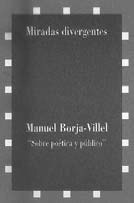 Miradas divergentes
Manuel Borja-Villel
"Sobre poética y público"